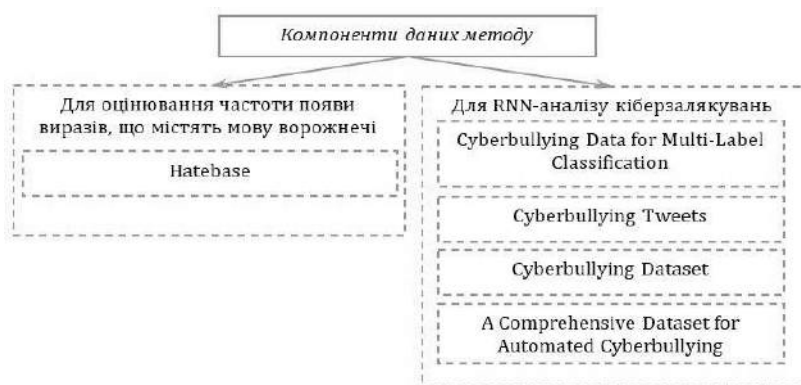 Компоненти даних методу
Для оцінювання частоти появи
виразів, що містять мову ворожнечі
Hatebase
Для RNN-аналізу кіберзалякувань
Cyberbullying Data for Multi-Label
Classification
Cyberbullying Tweets
Cyberbullying Dataset
A Comprehensive Dataset for
Automated Cyberbullying